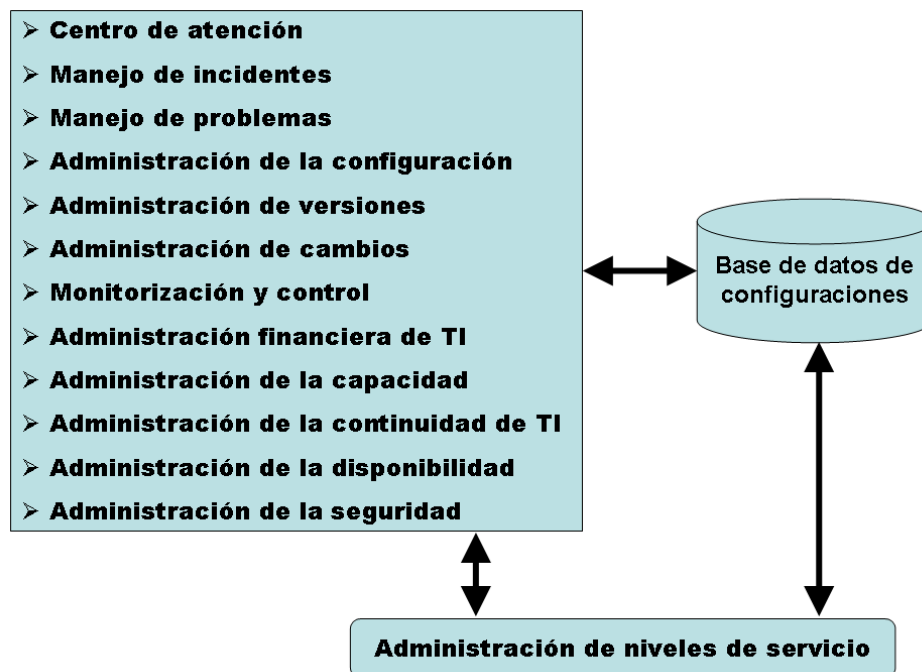 Centro de atención
Manejo de incidentes
Manejo de problemas
Administración de la configuración
Administración de versiones
Administración de cambios
Monitorización y control
Administración financiera de TI
Administración de la capacidad
Administración de la continuidad de TI
Administración de la disponibilidad
Administración de la seguridad
Base de datos de
configuraciones
Administración de niveles de servicio